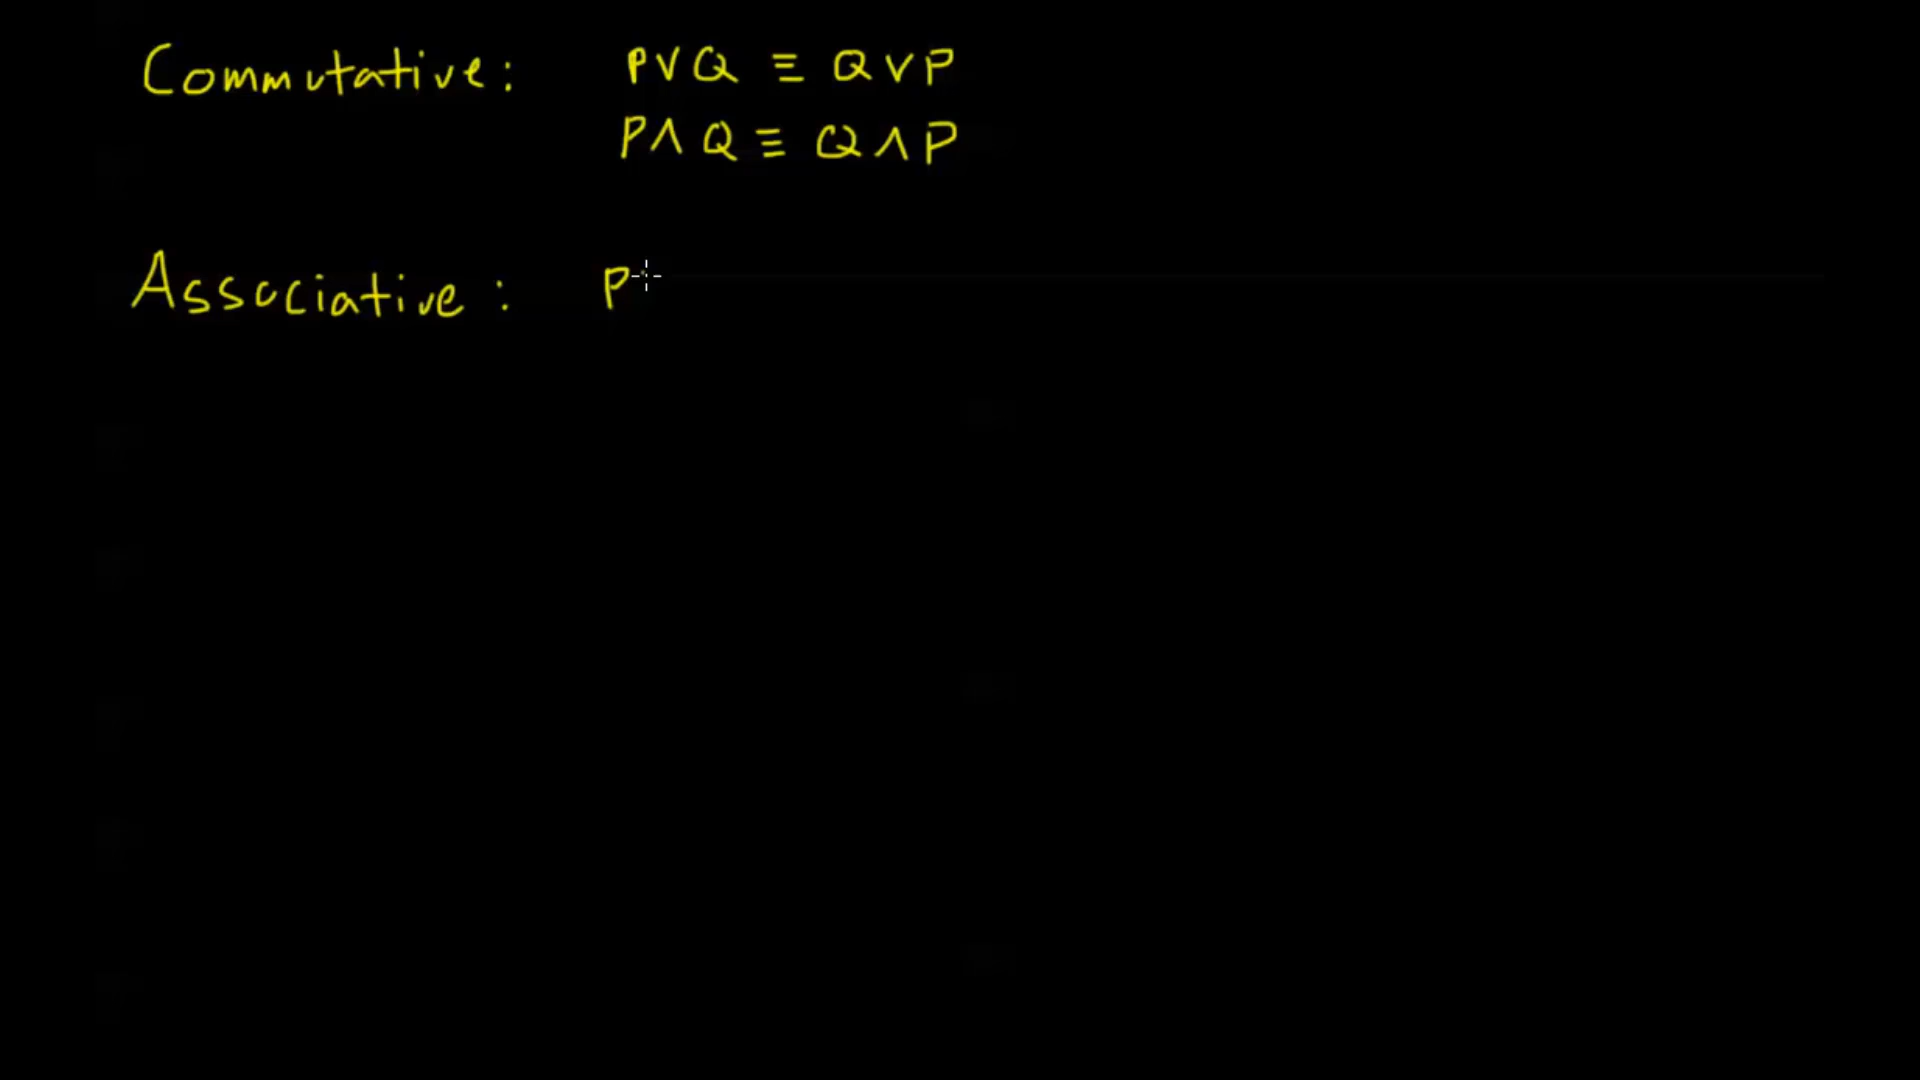 Commutative: P∨Q ≡ Q∨P
P∧Q ≡ Q∧P
Associative: P